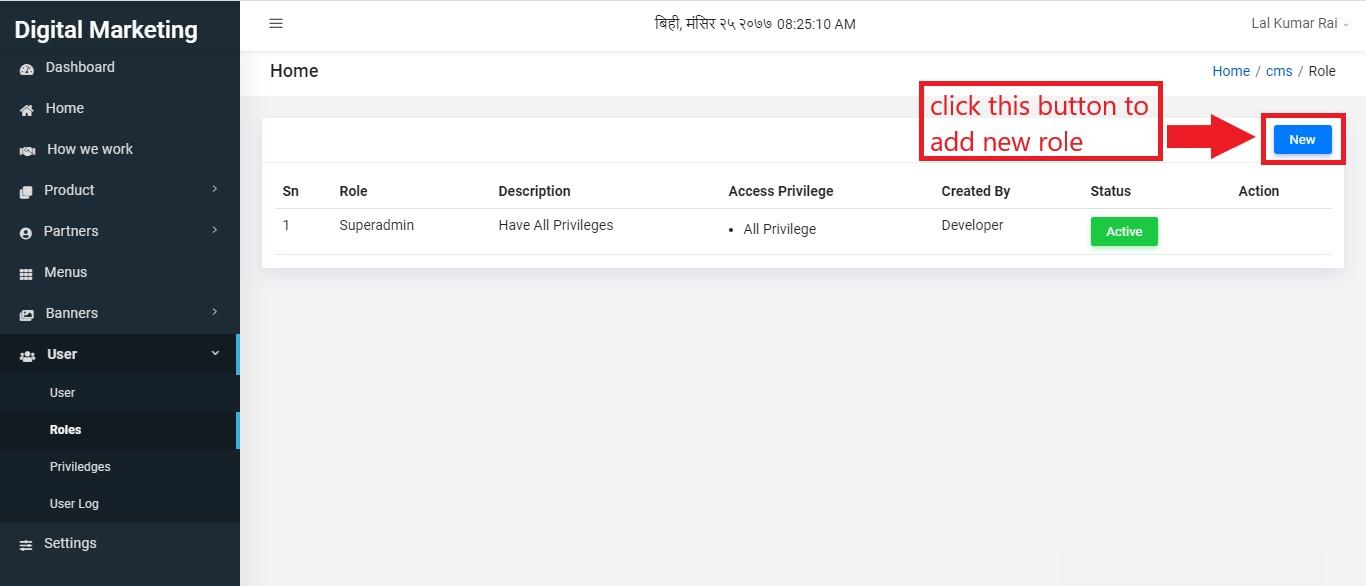 Digital Marketing
बिही, मंसिर २५ २०७७ 08:25:10 AM
Lal Kumar Rai
Dashboard
Home
How we work
Product
Partners
Menus
Banners
User
User
Roles
Priviledges
User Log
Settings
Home
Home / cms / Role
click this button to
add new role
New
Sn Role Description Access Privilege Created By Status Action
1 Superadmin Have All Privileges • All Privilege Developer Active